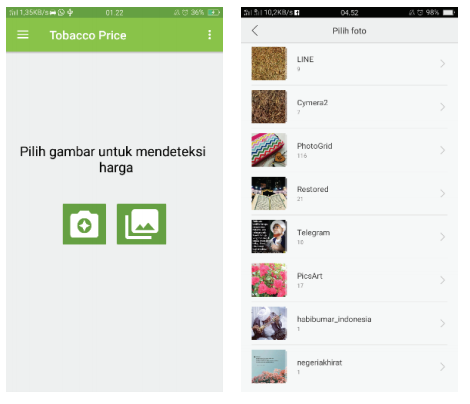 1,35KB/s
01.22
36%
Tobacco Price
Pilih gambar untuk mendeteksi
harga
10,2KB/s
04.52
98%
Pilih foto
LINE
9
Cymera2
7
PhotoGrid
116
Restored
21
Telegram
10
PicsArt
17
habibumar_indonesia
1
negeriakhirat
1